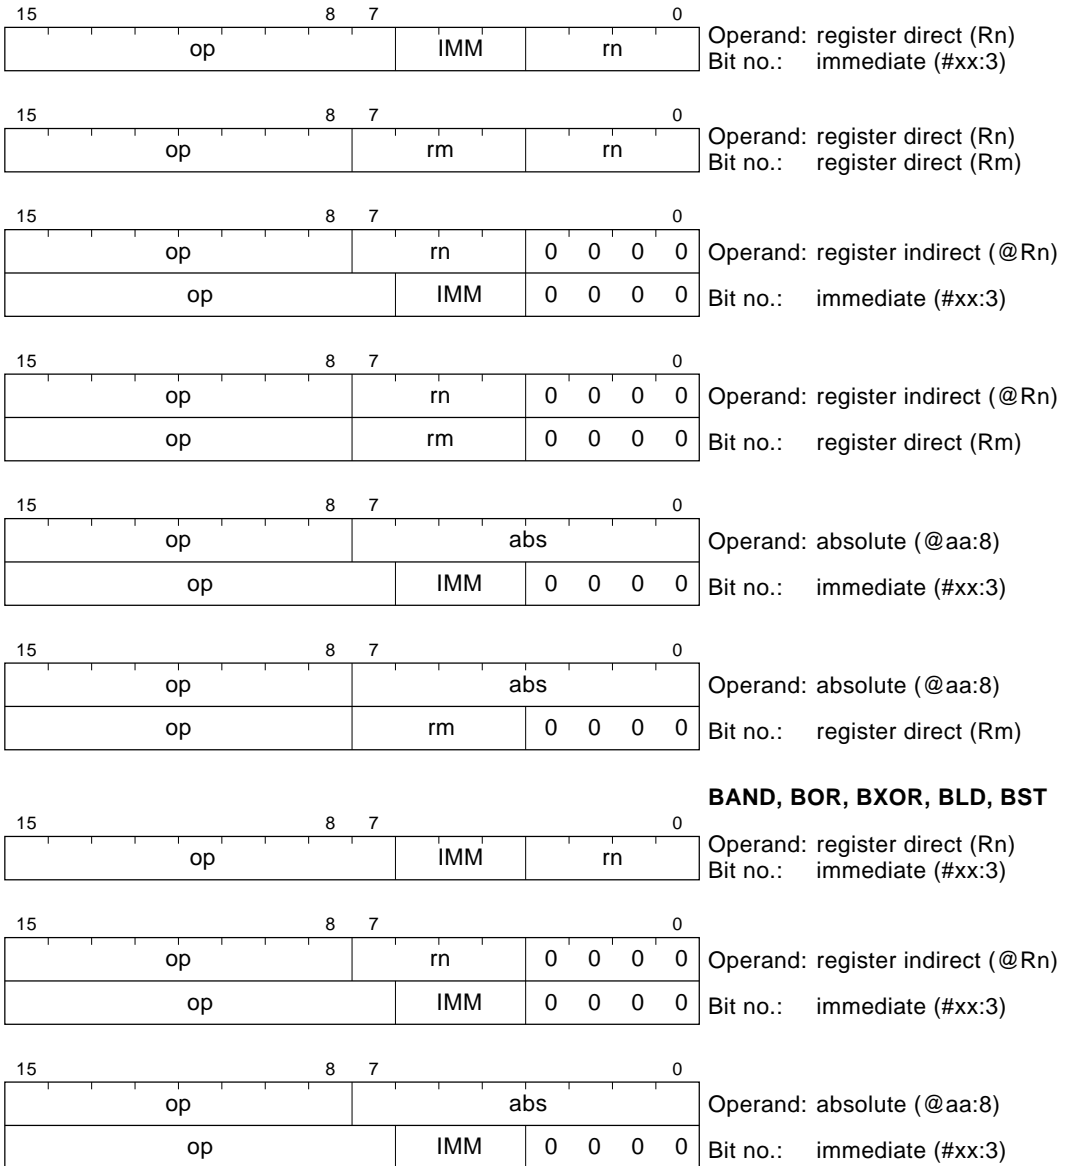 15 8 7 0
op IMM rn Operand: register direct (Rn)
Bit no.: immediate (#xx:3)
15 8 7 0
op rm rn Operand: register direct (Rn)
Bit no.: register direct (Rm)
15 8 7 0
op rn 0 0 0 0 Operand: register indirect (@Rn)
op IMM 0 0 0 0 Bit no.: immediate (#xx:3)
15 8 7 0
op rn 0 0 0 0 Operand: register indirect (@Rn)
op rm 0 0 0 0 Bit no.: register direct (Rm)
15 8 7 0
op abs Operand: absolute (@aa:8)
op IMM 0 0 0 0 Bit no.: immediate (#xx:3)
15 8 7 0
op abs Operand: absolute (@aa:8)
op rm 0 0 0 0 Bit no.: register direct (Rm)
BAND, BOR, BXOR, BLD, BST
15 8 7 0
op IMM rn Operand: register direct (Rn)
Bit no.: immediate (#xx:3)
15 8 7 0
op rn 0 0 0 0 Operand: register indirect (@Rn)
op IMM 0 0 0 0 Bit no.: immediate (#xx:3)
15 8 7 0
op abs Operand: absolute (@aa:8)
op IMM 0 0 0 0 Bit no.: immediate (#xx:3)